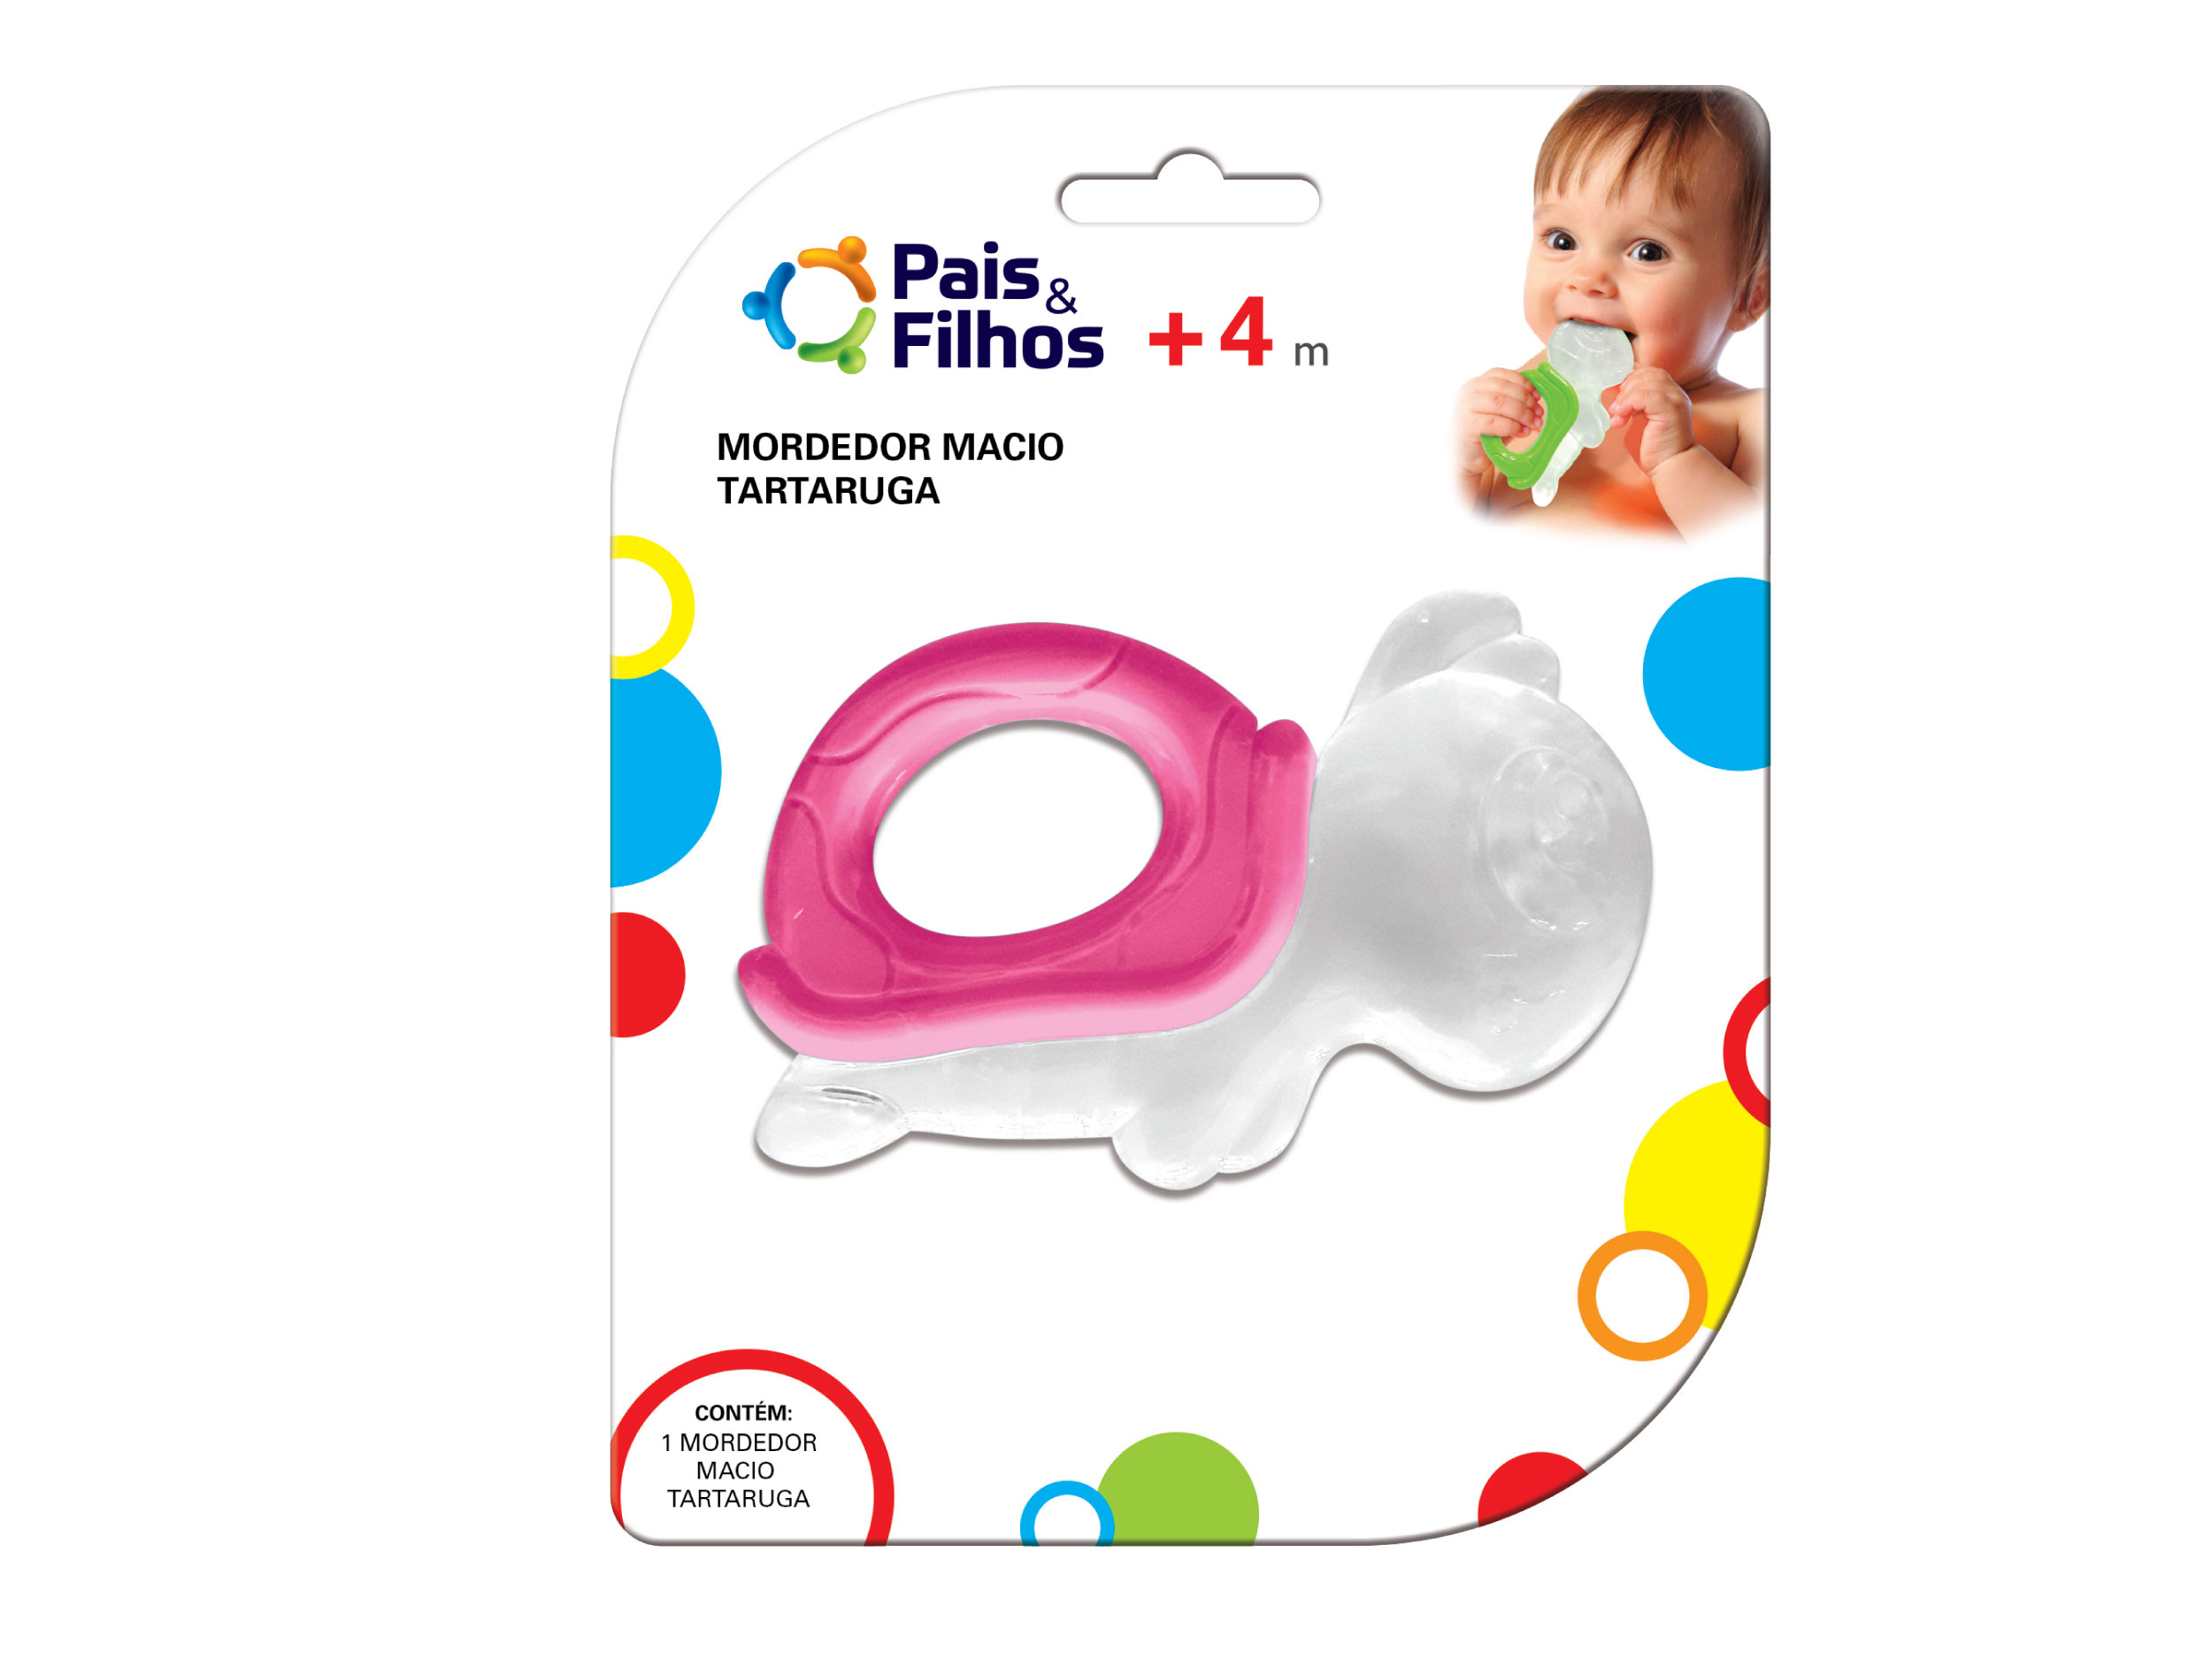 Pais &
Filhos
+4 m
MORDEDOR MACIO
TARTARUGA
CONTÉM:
1 MORDEDOR
MACIO
TARTARUGA